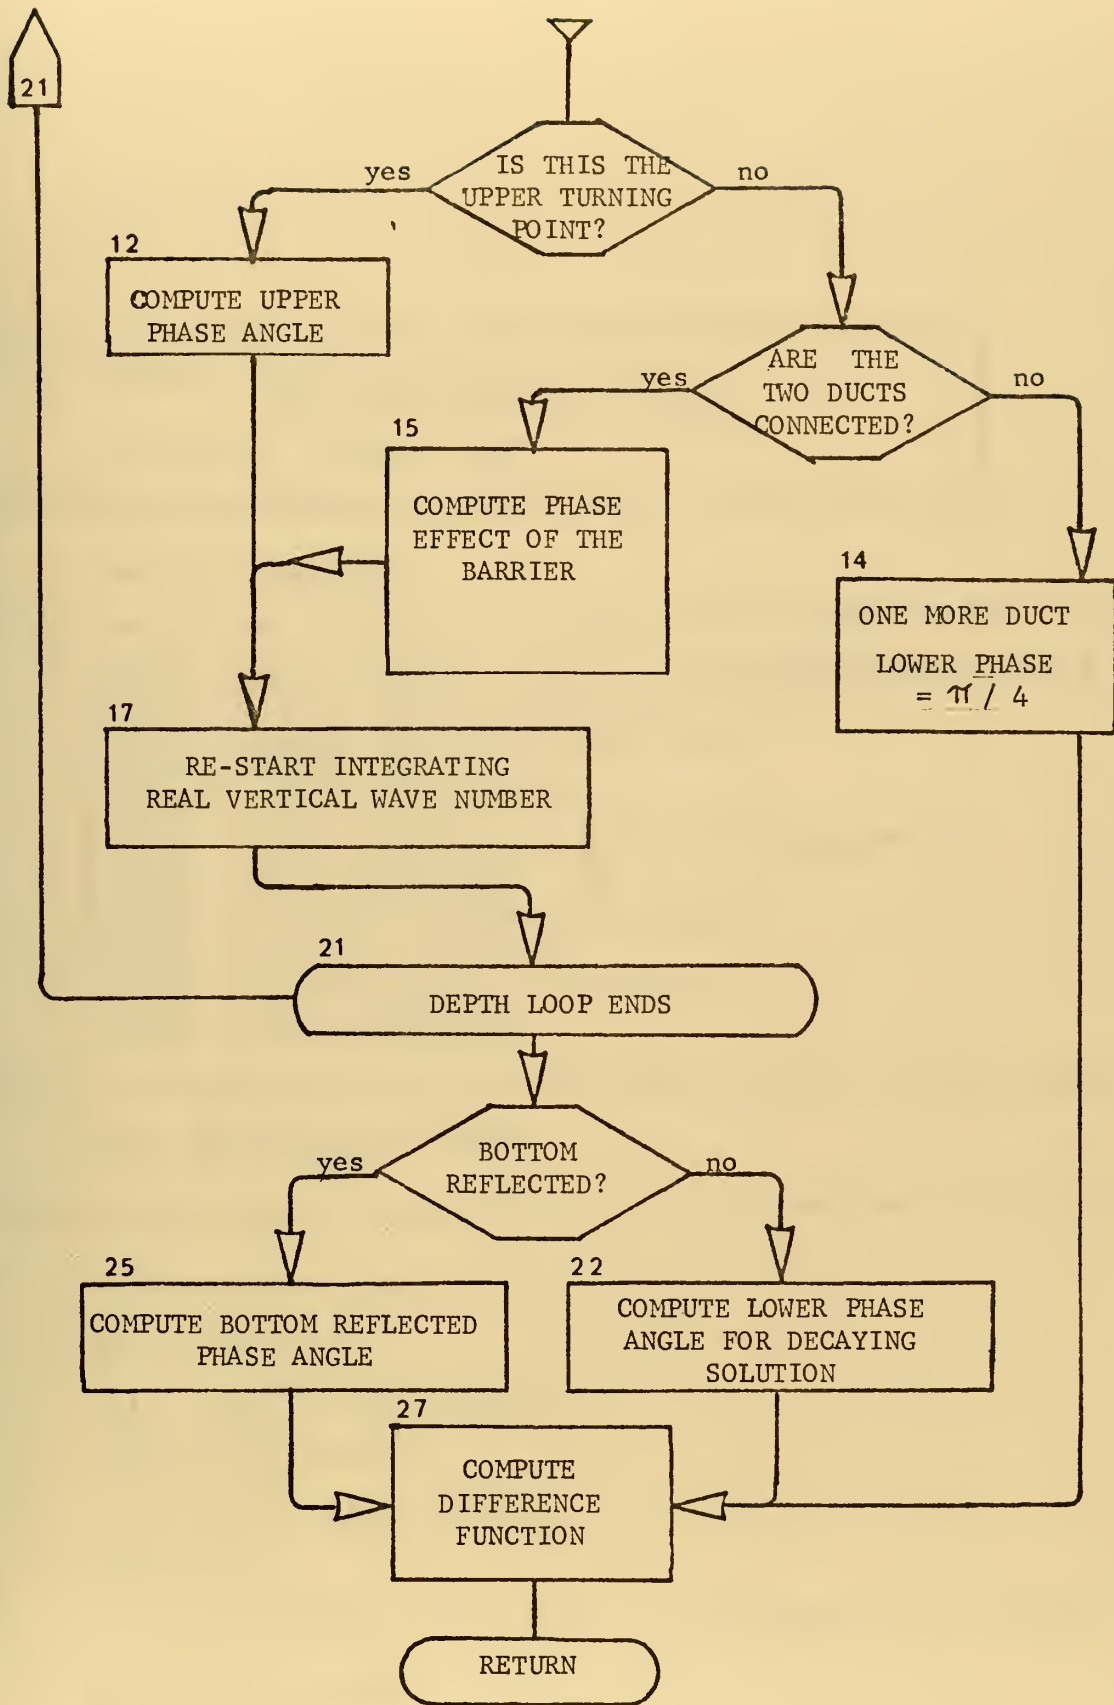 21
IS THIS THE
UPPER TURNING
POINT?
yes
no
12
COMPUTE UPPER
PHASE ANGLE
ARE THE
TWO DUCTS
CONNECTED?
yes
no
15
COMPUTE PHASE
EFFECT OF THE
BARRIER
14
ONE MORE DUCT
LOWER PHASE
= π / 4
17
RE-START INTEGRATING
REAL VERTICAL WAVE NUMBER
21
DEPTH LOOP ENDS
BOTTOM
REFLECTED?
yes
no
25
COMPUTE BOTTOM REFLECTED
PHASE ANGLE
22
COMPUTE LOWER PHASE
ANGLE FOR DECAYING
SOLUTION
27
COMPUTE
DIFFERENCE
FUNCTION
RETURN